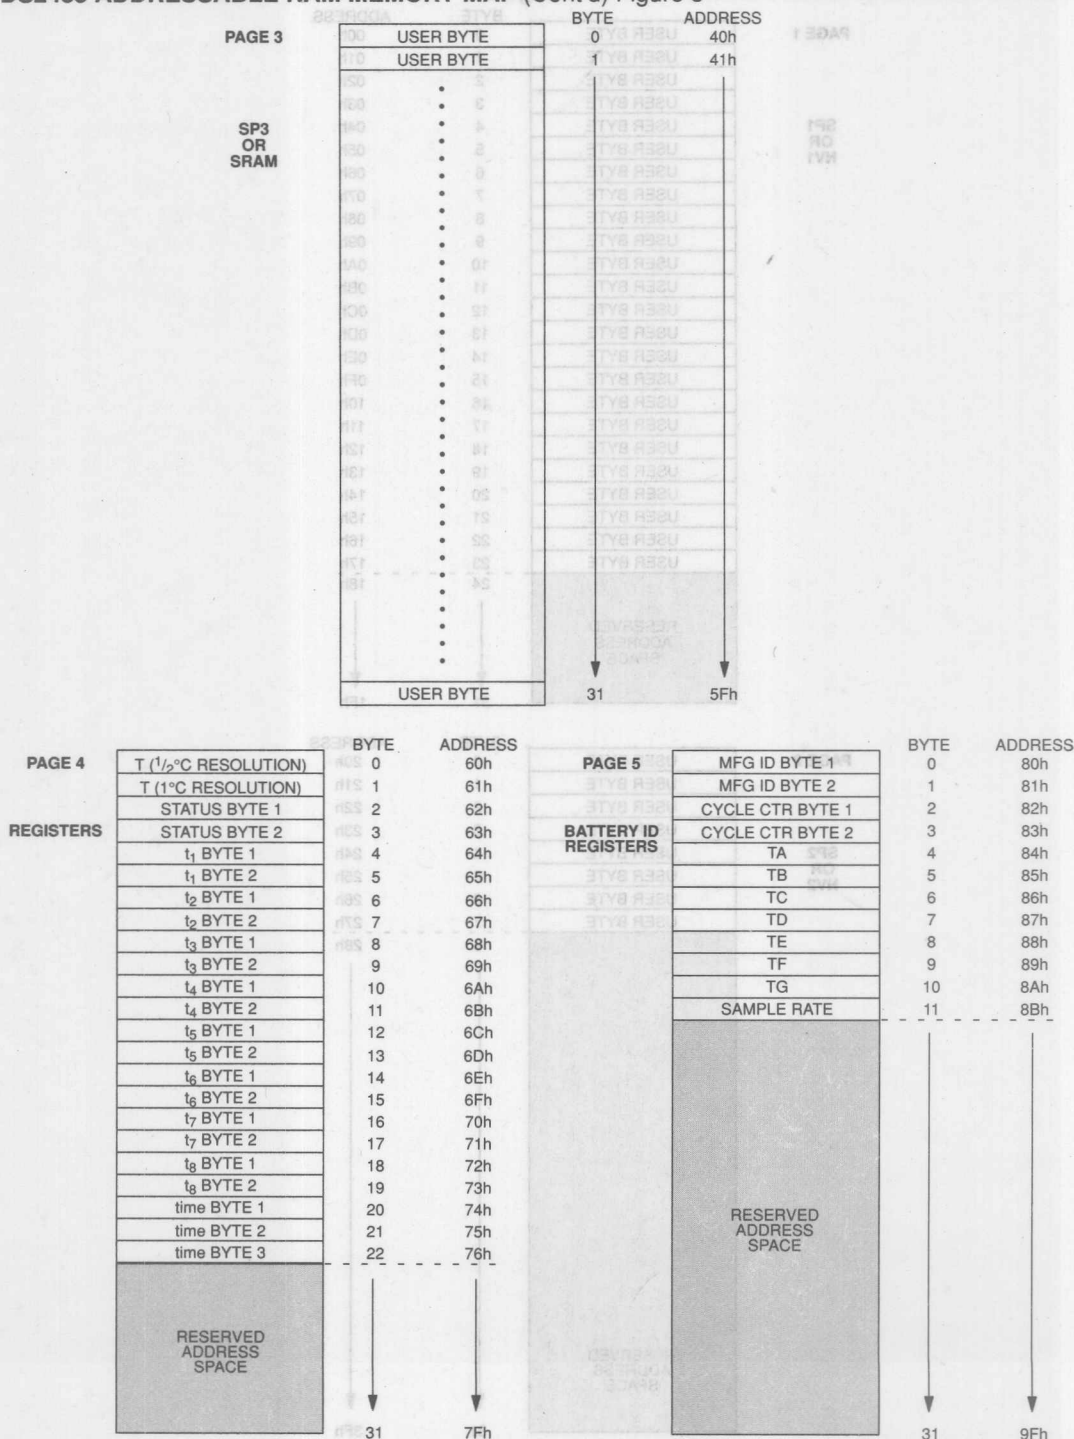 ADDRESSABLE RAM MEMORY MAP (Cont'd) Figure
BYTE ADDRESS
PAGE 3 USER BYTE 0 40h
USER BYTE 1 41h
SP3
OR
SRAM
USER BYTE 31 5Fh
BYTE ADDRESS
PAGE 4 T (1/2°C RESOLUTION) 0 60h
T (1°C RESOLUTION) 1 61h
STATUS BYTE 1 2 62h
REGISTERS STATUS BYTE 2 3 63h
t1 BYTE 1 4 64h
t1 BYTE 2 5 65h
t2 BYTE 1 6 66h
t2 BYTE 2 7 67h
t3 BYTE 1 8 68h
t3 BYTE 2 9 69h
t4 BYTE 1 10 6Ah
t4 BYTE 2 11 6Bh
t5 BYTE 1 12 6Ch
t5 BYTE 2 13 6Dh
t6 BYTE 1 14 6Eh
t6 BYTE 2 15 6Fh
t7 BYTE 1 16 70h
t7 BYTE 2 17 71h
t8 BYTE 1 18 72h
t8 BYTE 2 19 73h
time BYTE 1 20 74h
time BYTE 2 21 75h
time BYTE 3 22 76h
RESERVED
ADDRESS
SPACE
31 7Fh
BYTE ADDRESS
PAGE 5 MFG ID BYTE 1 0 80h
MFG ID BYTE 2 1 81h
CYCLE CTR BYTE 1 2 82h
BATTERY ID CYCLE CTR BYTE 2 3 83h
REGISTERS
TA 4 84h
TB 5 85h
TC 6 86h
TD 7 87h
TE 8 88h
TF 9 89h
TG 10 8Ah
SAMPLE RATE 11 8Bh
RESERVED
ADDRESS
SPACE
31 9Fh